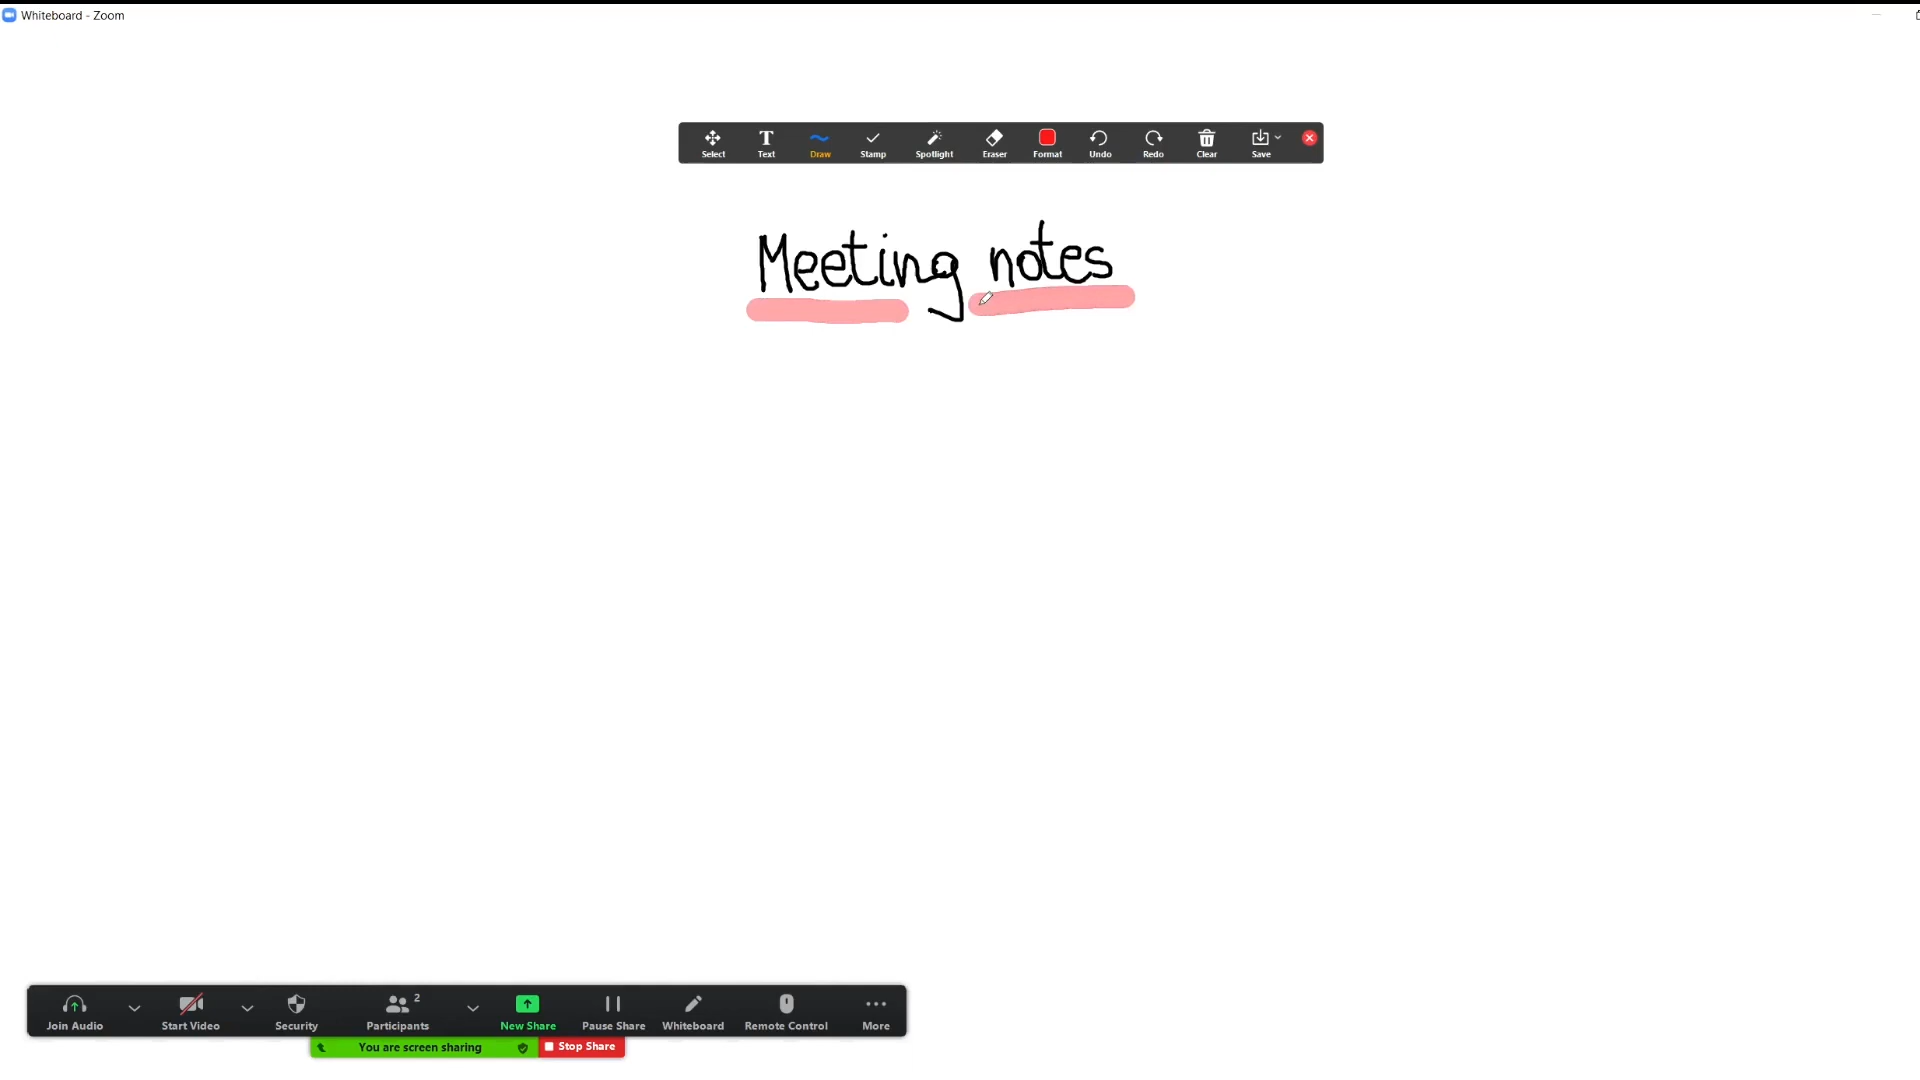 Whiteboard - Zoom
Select Text Draw Stamp Spotlight Eraser Format Undo Redo Clear Save
Meeting notes
2
Join Audio Start Video Security Participants New Share Pause Share Whiteboard Remote Control More
You are screen sharing Stop Share